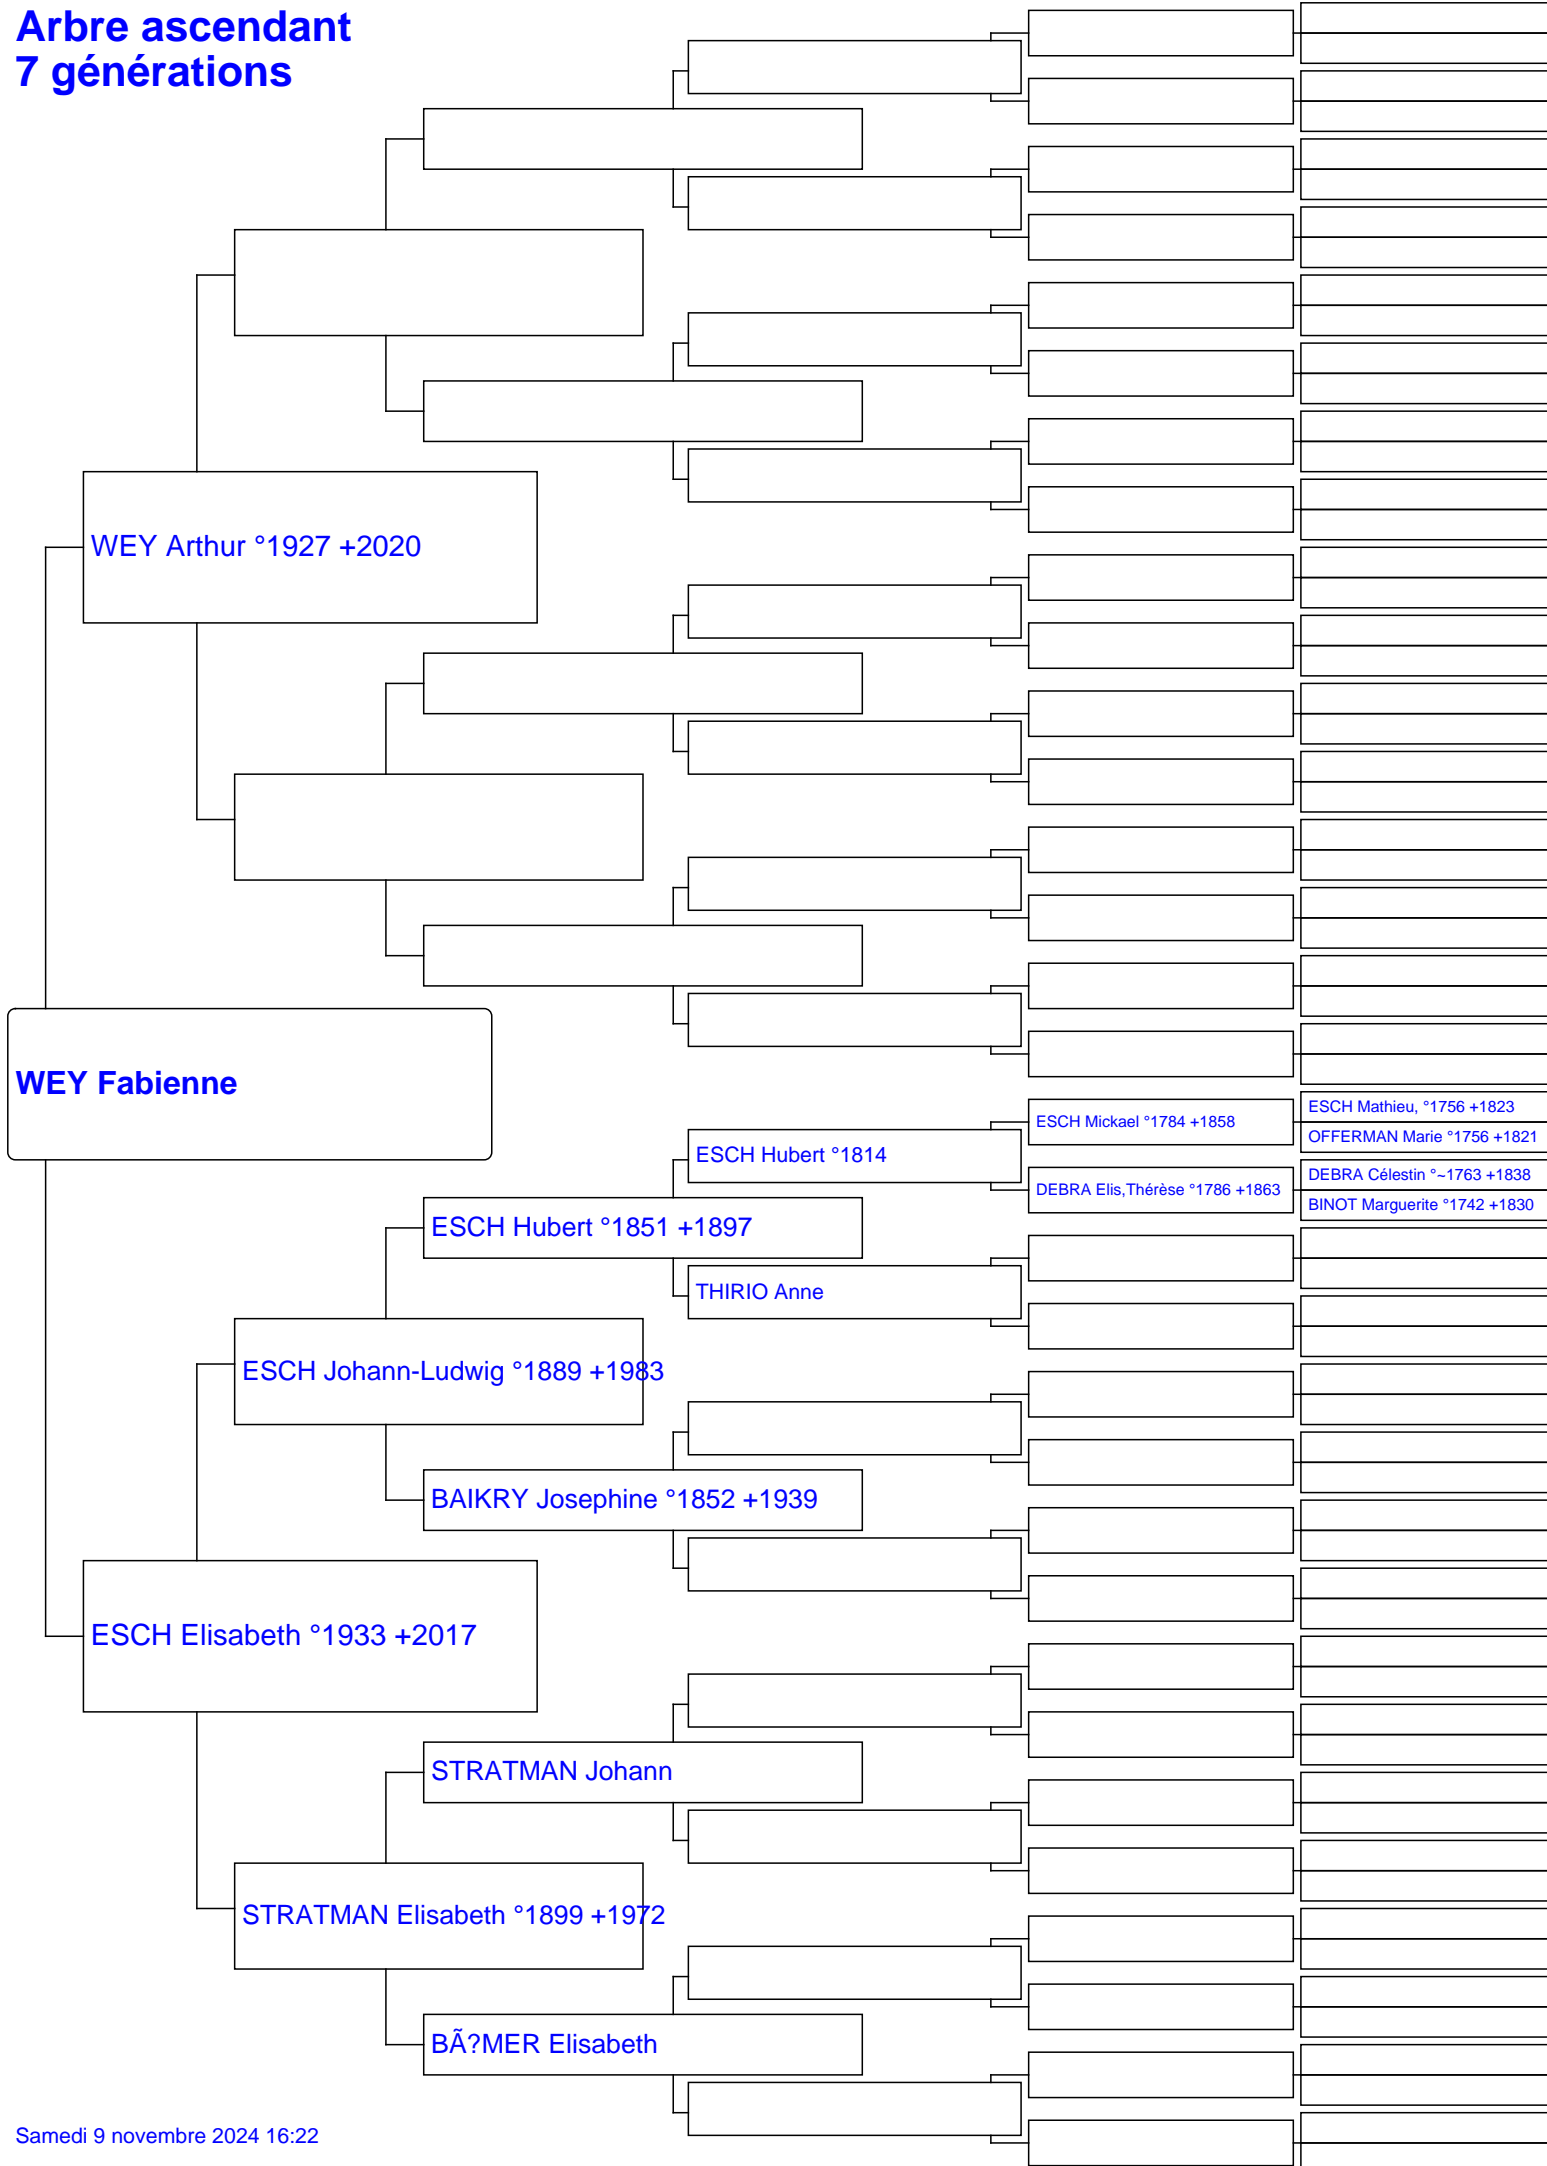 Arbre ascendant
7 générations
WEY Arthur °1927 +2020
WEY Fabienne
ESCH Mickael °1784 +1858
ESCH Mathieu, °1756 +1823
OFFERMAN Marie °1756 +1821
ESCH Hubert °1814
DEBRA Elis,Thérèse °1786 +1863
DEBRA Célestin °~1763 +1838
BINOT Marguerite °1742 +1830
ESCH Hubert °1851 +1897
THIRIO Anne
ESCH Johann-Ludwig °1889 +1983
BAIKRY Josephine °1852 +1939
ESCH Elisabeth °1933 +2017
STRATMAN Johann
STRATMAN Elisabeth °1899 +1972
BÃ?MER Elisabeth
Samedi 9 novembre 2024 16:22